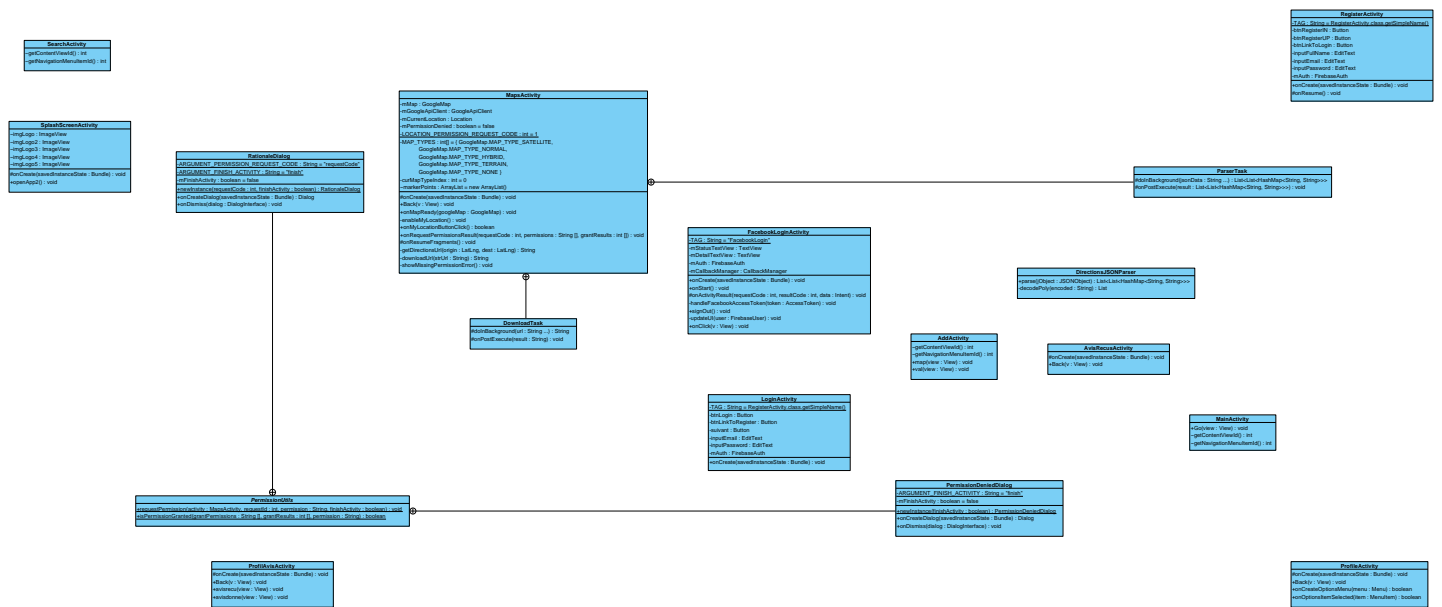 SearchActivity
~getContentViewId() : int
~getNavigationMenuItemId() : int
SplashScreenActivity
~imgLogo : ImageView
~imgLogo2 : ImageView
~imgLogo3 : ImageView
~imgLogo4 : ImageView
~imgLogo5 : ImageView
#onCreate(savedInstanceState : Bundle) : void
+openApp2() : void
RationaleDialog
-ARGUMENT_PERMISSION_REQUEST_CODE : String = "requestCode"
-ARGUMENT_FINISH_ACTIVITY : String = "finish"
-mFinishActivity : boolean = false
+newInstance(requestCode : int, finishActivity : boolean) : RationaleDialog
+onCreateDialog(savedInstanceState : Bundle) : Dialog
+onDismiss(dialog : DialogInterface) : void
MapsActivity
-mMap : GoogleMap
-mGoogleApiClient : GoogleApiClient
-mCurrentLocation : Location
-mPermissionDenied : boolean = false
-LOCATION_PERMISSION_REQUEST_CODE : int = 1
-MAP_TYPES : int[] = { GoogleMap.MAP_TYPE_SATELLITE,
GoogleMap.MAP_TYPE_NORMAL,
GoogleMap.MAP_TYPE_HYBRID,
GoogleMap.MAP_TYPE_TERRAIN,
GoogleMap.MAP_TYPE_NONE }
-curMapTypeIndex : int = 0
~markerPoints : ArrayList = new ArrayList()
#onCreate(savedInstanceState : Bundle) : void
+Back(v : View) : void
+onMapReady(googleMap : GoogleMap) : void
-enableMyLocation() : void
+onMyLocationButtonClick() : boolean
+onRequestPermissionsResult(requestCode : int, permissions : String [], grantResults : int []) : void
#onResumeFragments() : void
-getDirectionsUrl(origin : LatLng, dest : LatLng) : String
-downloadUrl(strUrl : String) : String
-showMissingPermissionError() : void
DownloadTask
#doInBackground(url : String ...) : String
#onPostExecute(result : String) : void
FacebookLoginActivity
-TAG : String = "FacebookLogin"
-mStatusTextView : TextView
-mDetailTextView : TextView
-mAuth : FirebaseAuth
-mCallbackManager : CallbackManager
+onCreate(savedInstanceState : Bundle) : void
+onStart() : void
#onActivityResult(requestCode : int, resultCode : int, data : Intent) : void
-handleFacebookAccessToken(token : AccessToken) : void
+signOut() : void
-updateUI(user : FirebaseUser) : void
+onClick(v : View) : void
RegisterActivity
-TAG : String = RegisterActivity.class.getSimpleName()
-btnRegisterIN : Button
-btnRegisterUP : Button
-btnLinkToLogin : Button
-inputFullName : EditText
-inputEmail : EditText
-inputPassword : EditText
-mAuth : FirebaseAuth
+onCreate(savedInstanceState : Bundle) : void
#onResume() : void
ParserTask
#doInBackground(jsonData : String ...) : List<List<HashMap<String, String>>>
#onPostExecute(result : List<List<HashMap<String, String>>>) : void
DirectionsJSONParser
+parse(jObject : JSONObject) : List<List<HashMap<String, String>>>
-decodePoly(encoded : String) : List
AddActivity
~getContentViewId() : int
~getNavigationMenuItemId() : int
+map(view : View) : void
+val(view : View) : void
AvisRecusActivity
#onCreate(savedInstanceState : Bundle) : void
+Back(v : View) : void
LoginActivity
-TAG : String = RegisterActivity.class.getSimpleName()
-btnLogin : Button
-btnLinkToRegister : Button
-suivant : Button
-inputEmail : EditText
-inputPassword : EditText
-mAuth : FirebaseAuth
+onCreate(savedInstanceState : Bundle) : void
MainActivity
+Go(view : View) : void
~getContentViewId() : int
~getNavigationMenuItemId() : int
PermissionUtils
+requestPermission(activity : MapsActivity, requestId : int, permission : String, finishActivity : boolean) : void
+isPermissionGranted(grantPermissions : String [], grantResults : int [], permission : String) : boolean
PermissionDeniedDialog
-ARGUMENT_FINISH_ACTIVITY : String = "finish"
-mFinishActivity : boolean = false
+newInstance(finishActivity : boolean) : PermissionDeniedDialog
+onCreateDialog(savedInstanceState : Bundle) : Dialog
+onDismiss(dialog : DialogInterface) : void
ProfilAvisActivity
#onCreate(savedInstanceState : Bundle) : void
+Back(v : View) : void
+avisrecu(view : View) : void
+avisdonne(view : View) : void
ProfileActivity
#onCreate(savedInstanceState : Bundle) : void
+Back(v : View) : void
+onCreateOptionsMenu(menu : Menu) : boolean
+onOptionsItemSelected(item : MenuItem) : boolean